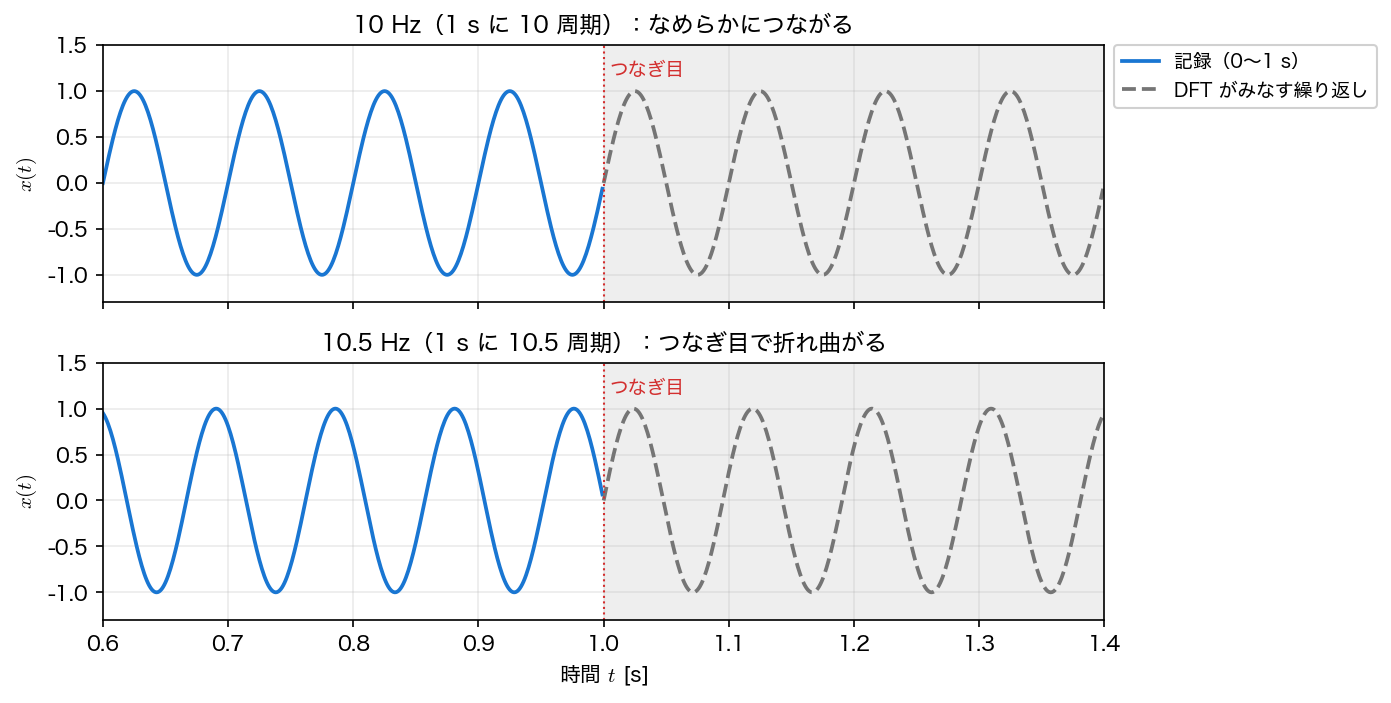 10 Hz（1 s に 10 周期）：なめらかにつながる
1.5
1.0
0.5
0.0
-0.5
-1.0
x(t)
つなぎ目
記録（0〜1 s）
DFT がみなす繰り返し
10.5 Hz（1 s に 10.5 周期）：つなぎ目で折れ曲がる
1.5
1.0
0.5
0.0
-0.5
-1.0
x(t)
つなぎ目
0.6 0.7 0.8 0.9 1.0 1.1 1.2 1.3 1.4
時間 t [s]